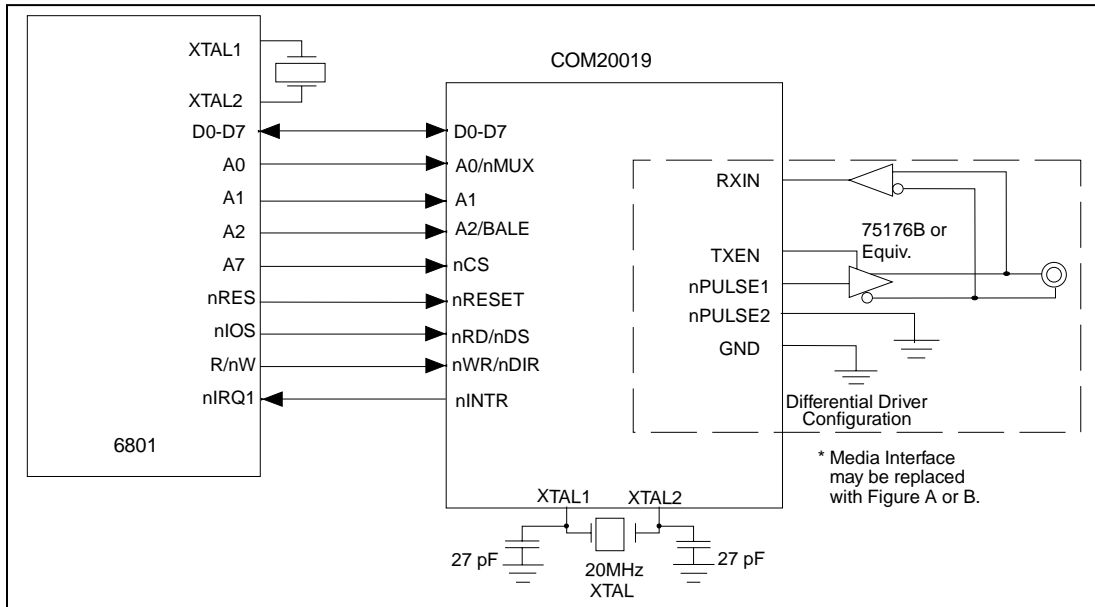 COM20019
XTAL1
XTAL2
D0-D7
A0
A1
A2
A7
nRES
nIOS
R/nW
nIRQ1
6801
D0-D7
A0/nMUX
A1
A2/BALE
nCS
nRESET
nRD/nDS
nWR/nDIR
nINTR
RXIN
TXEN
nPULSE1
nPULSE2
GND
75176B or
Equiv.
Differential Driver
Configuration
* Media Interface
may be replaced
with Figure A or B.
XTAL1
XTAL2
27 pF
20MHz
XTAL
27 pF